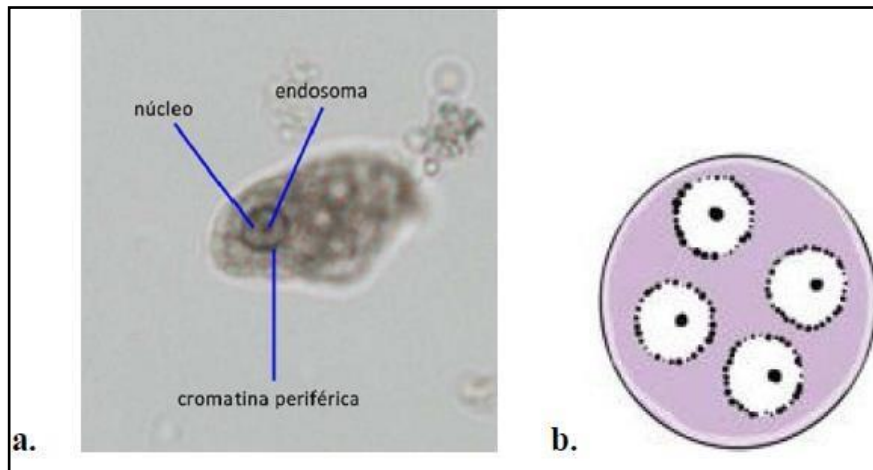 endosoma
núcleo
cromatina periférica
a.
b.